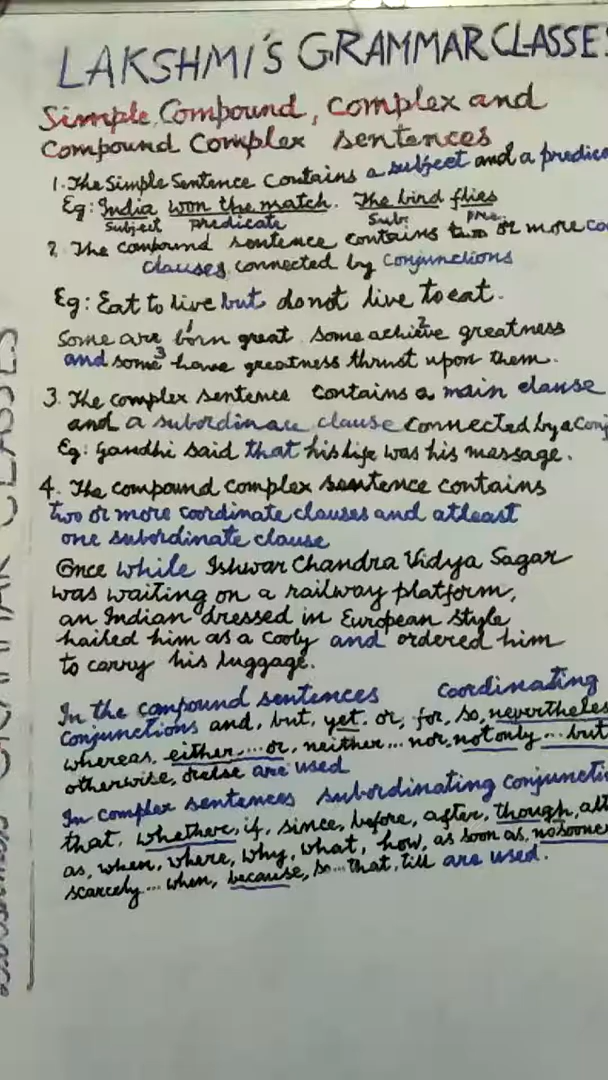 LAKSHMI'S GRAMMAR CLASSES
Simple, Compound, Complex and
Compound Complex sentences
1. The Simple Sentence contains a subject and a predica
Eg: India won the match. The bird flies
Subject predicate Subj. pre.
2. The compound sentence contains two or more co
clauses connected by Conjunctions
Eg: Eat to live but do not live to eat.
Some are born great some achieve greatness
and some have greatness thrust upon them.
3. The complex sentence contains a main clause
and a subordinate clause connected by a conj
Eg: Gandhi said that his life was his message.
4. The compound complex sentence contains
two or more coordinate clauses and atleast
one subordinate clause
Once while Ishwar Chandra Vidya Sagar
was waiting on a railway platform,
an Indian dressed in European style
hailed him as a cooly and ordered him
to carry his luggage.
In the compound sentences coordinating
conjunctions and, but, yet, or, for, so, neverthele
whereas, either...or, neither...nor, not only...but
otherwise, or else are used
In complex sentences subordinating conjuncti
that, whether, if, since, before, after, though, alt
as, when, where, why, what, how, as soon as, nosooner
scarcely...when, because, so...that, till are used.